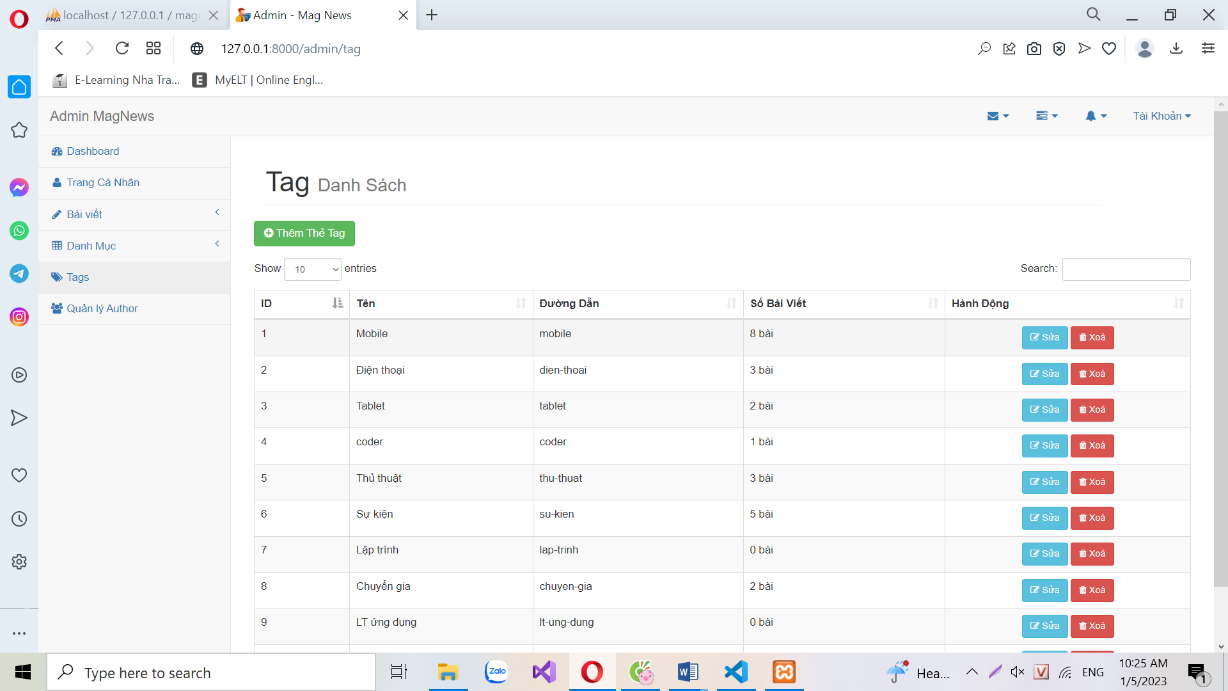 localhost / 127.0.0.1 / mag
Admin - Mag News
127.0.0.1:8000/admin/tag
E-Learning Nha Tra...
E
MyELT | Online Engl...
Admin MagNews
Tài Khoản
Dashboard
Trang Cá Nhân
Bài viết
Danh Mục
Tags
Quản lý Author
Tag Danh Sách
Thêm Thẻ Tag
Show 10 entries
Search:
ID Tên Đường Dẫn Số Bài Viết Hành Động
1 Mobile mobile 8 bài Sửa Xoá
2 Điện thoại dien-thoai 3 bài Sửa Xoá
3 Tablet tablet 2 bài Sửa Xoá
4 coder coder 1 bài Sửa Xoá
5 Thủ thuật thu-thuat 3 bài Sửa Xoá
6 Sự kiện su-kien 5 bài Sửa Xoá
7 Lập trình lap-trinh 0 bài Sửa Xoá
8 Chuyển gia chuyen-gia 2 bài Sửa Xoá
9 LT ứng dụng lt-ung-dung 0 bài Sửa Xoá
Type here to search
Zalo
Hea...
ENG
10:25 AM
1/5/2023
1